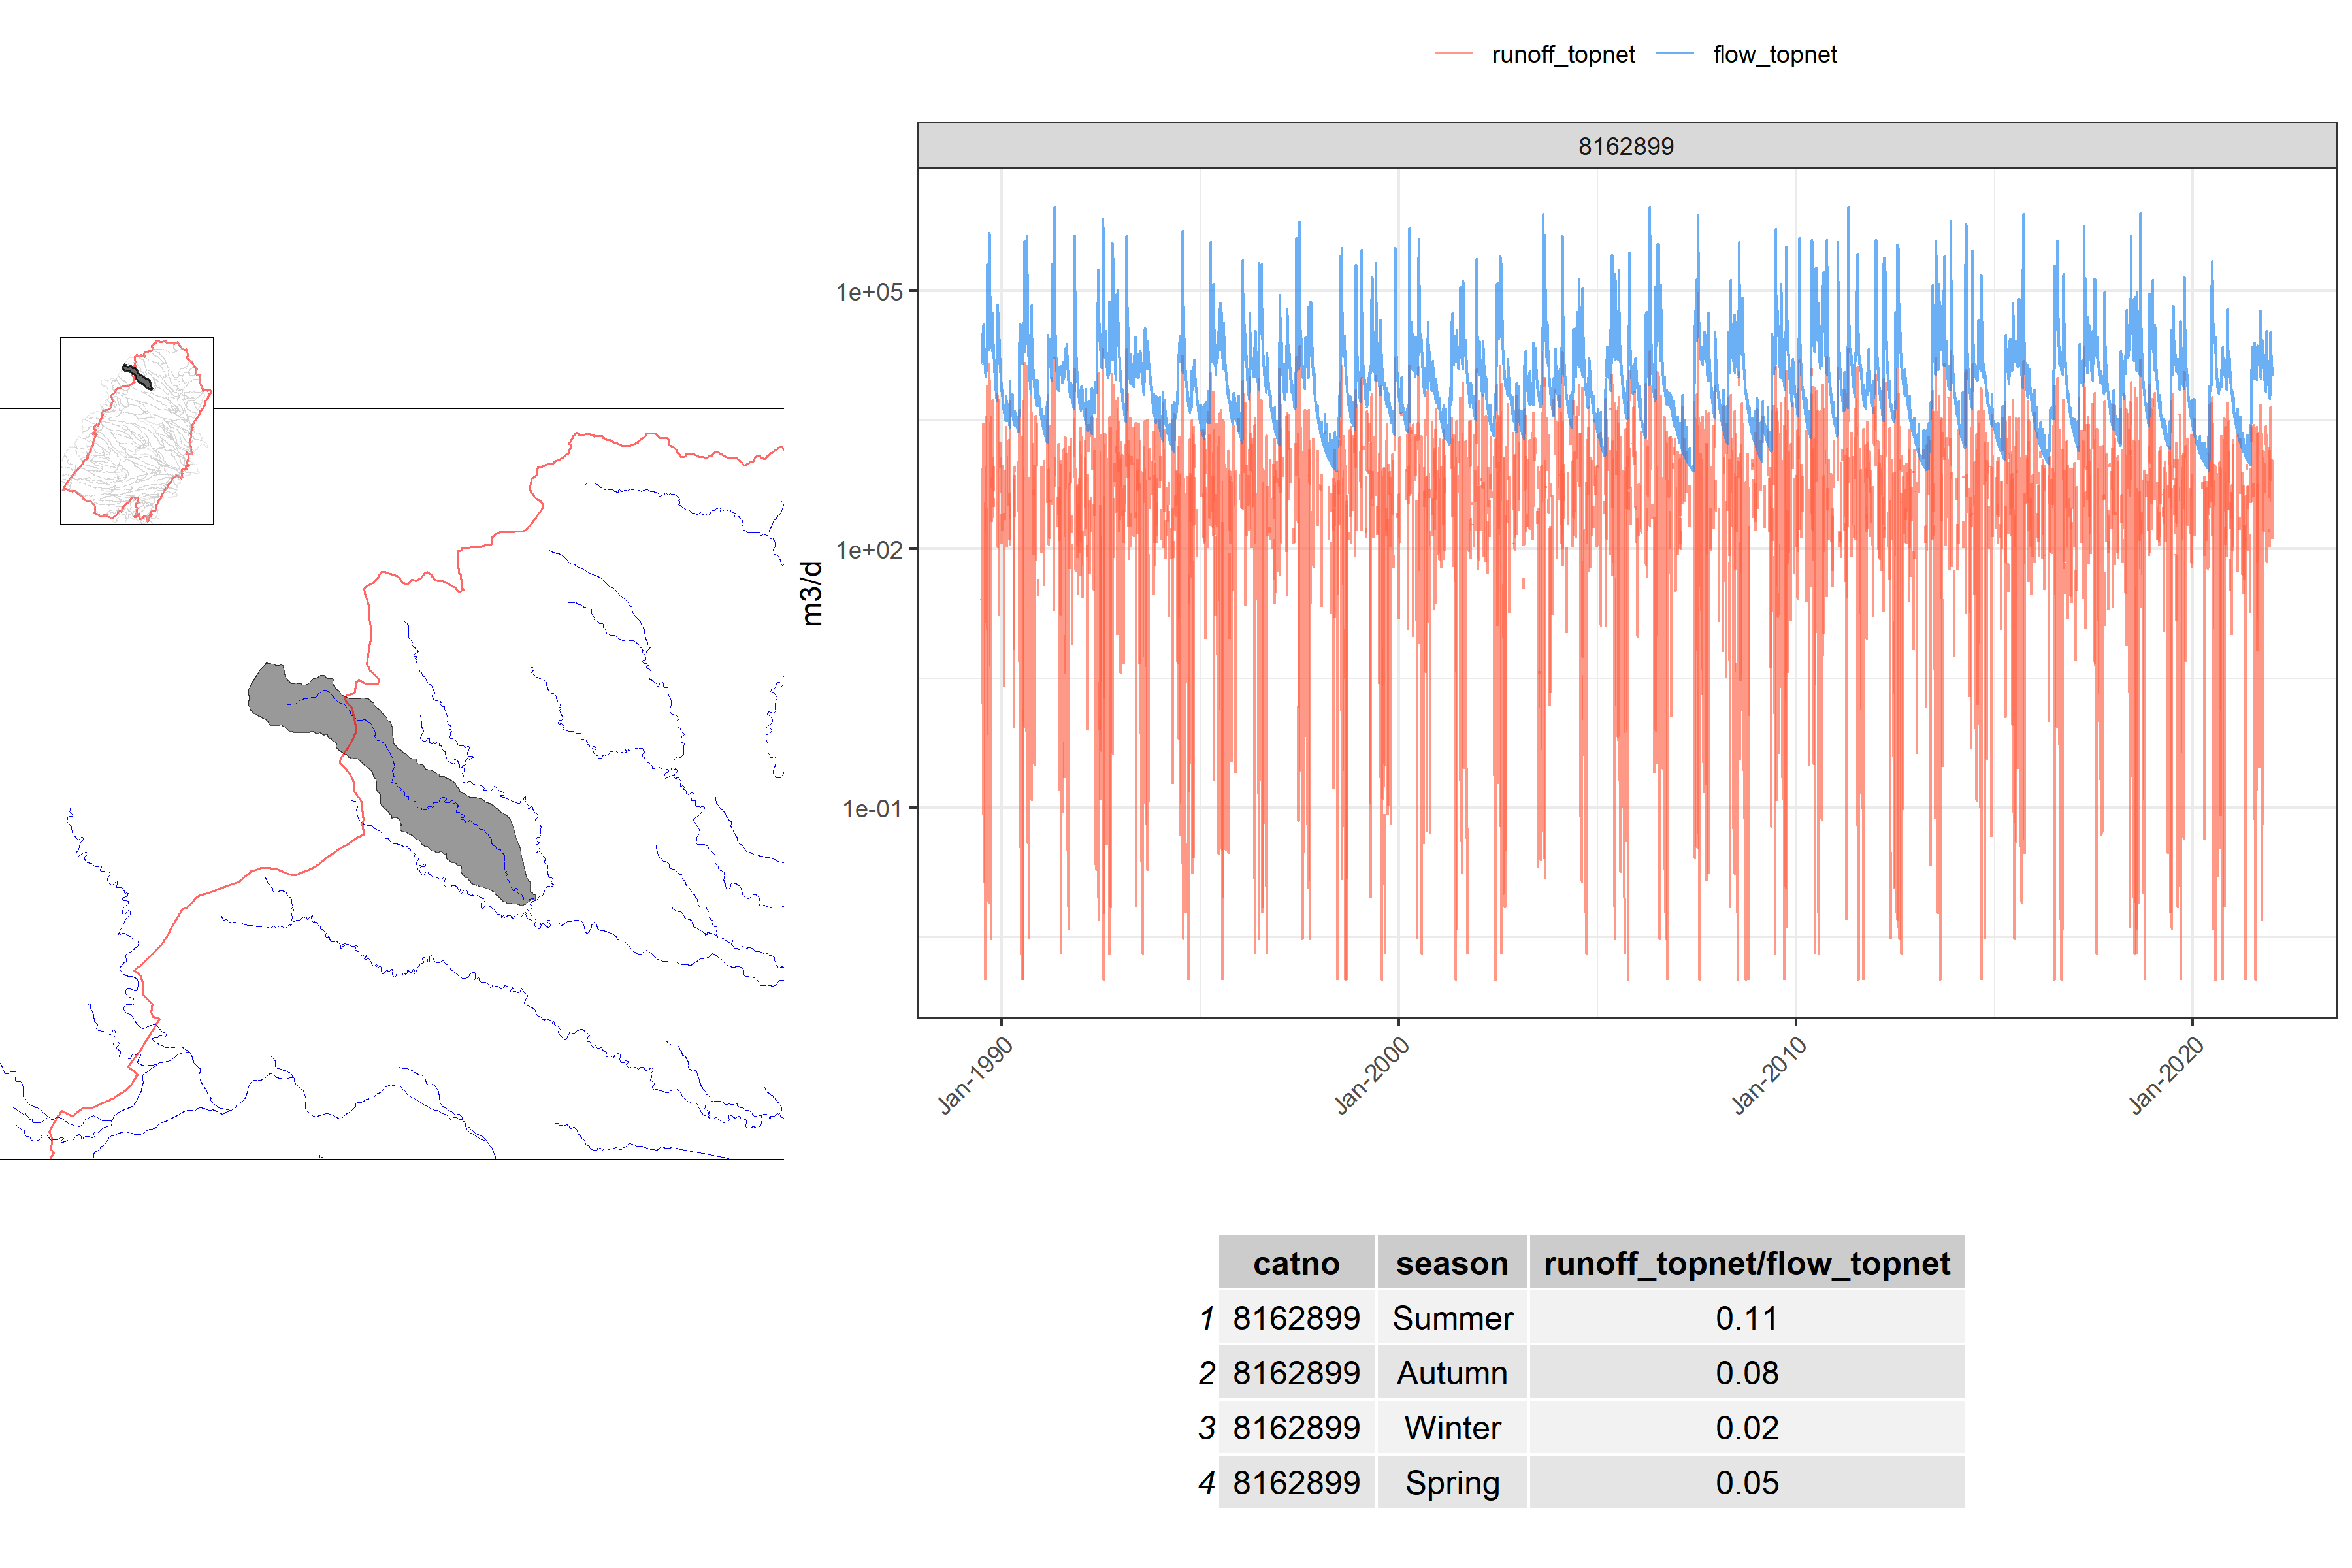 runoff_topnet flow_topnet
8162899
1e+05
1e+02
1e-01
m3/d
Jan-1990 Jan-2000 Jan-2010 Jan-2020
catno season runoff_topnet/flow_topnet
1 8162899 Summer 0.11
2 8162899 Autumn 0.08
3 8162899 Winter 0.02
4 8162899 Spring 0.05